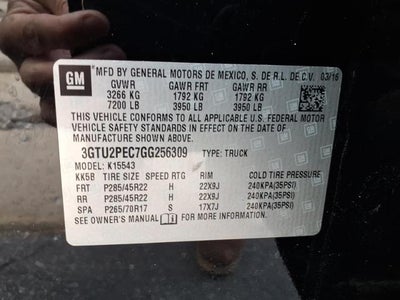 GM
MFD BY GENERAL MOTORS DE MEXICO, S. DE R.L. DE C.V. 03/16
GVWR GAWR FRT GAWR RR
3266 KG 1792 KG 1792 KG
7200 LB 3950 LB 3950 LB
THIS VEHICLE CONFORMS TO ALL APPLICABLE U.S. FEDERAL MOTOR
VEHICLE SAFETY STANDARDS IN EFFECT ON THE DATE OF
MANUFACTURE SHOWN ABOVE.
3GTU2PEC7GG256309 TYPE: TRUCK
MODEL: K15543
KK5B TIRE SIZE SPEED RTG RIM COLD TIRE PRESSURE
FRT P285/45R22 H 22X9J 240KPA(35PSI)
RR P285/45R22 H 22X9J 240KPA(35PSI)
SPA P265/70R17 S 17X7J 240KPA(35PSI)
SEE OWNER'S MANUAL FOR MORE INFORMATION.